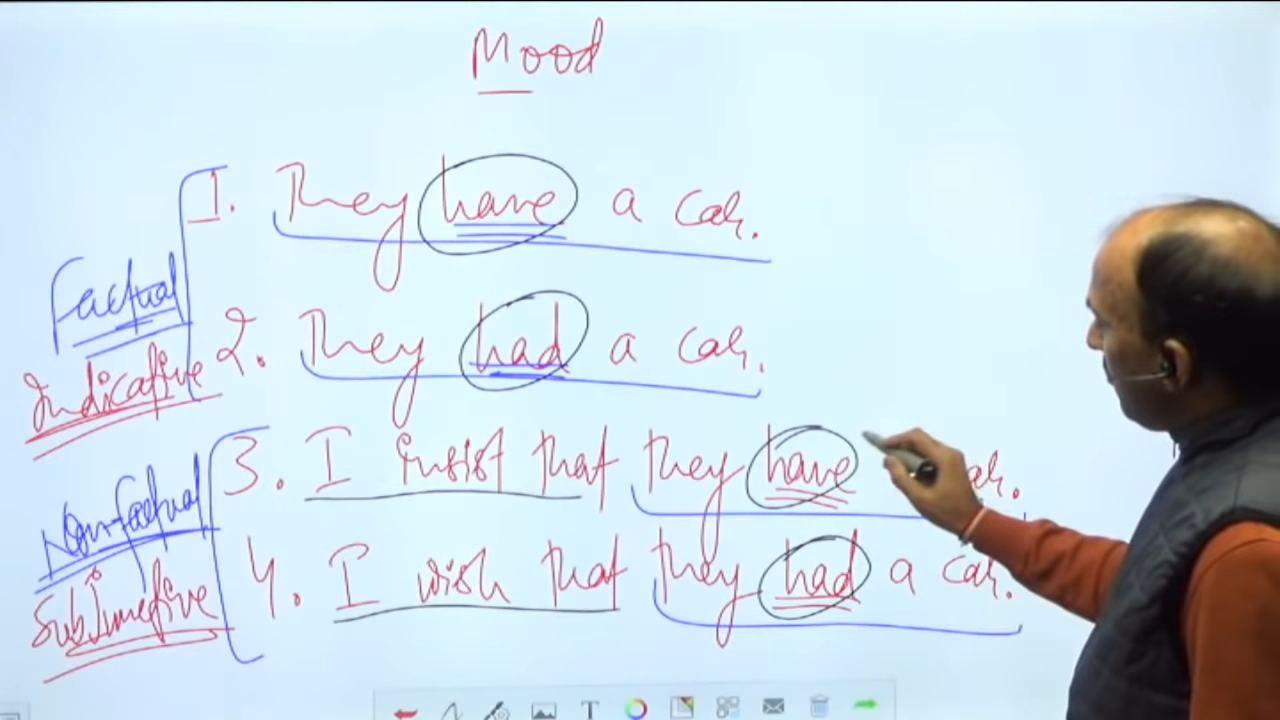 Mood
1. They have a car.
Factual
2. They had a car.
Indicative
3. I insist that they have car.
Non-factual
4. I wish that they had a car.
Subjunctive
T